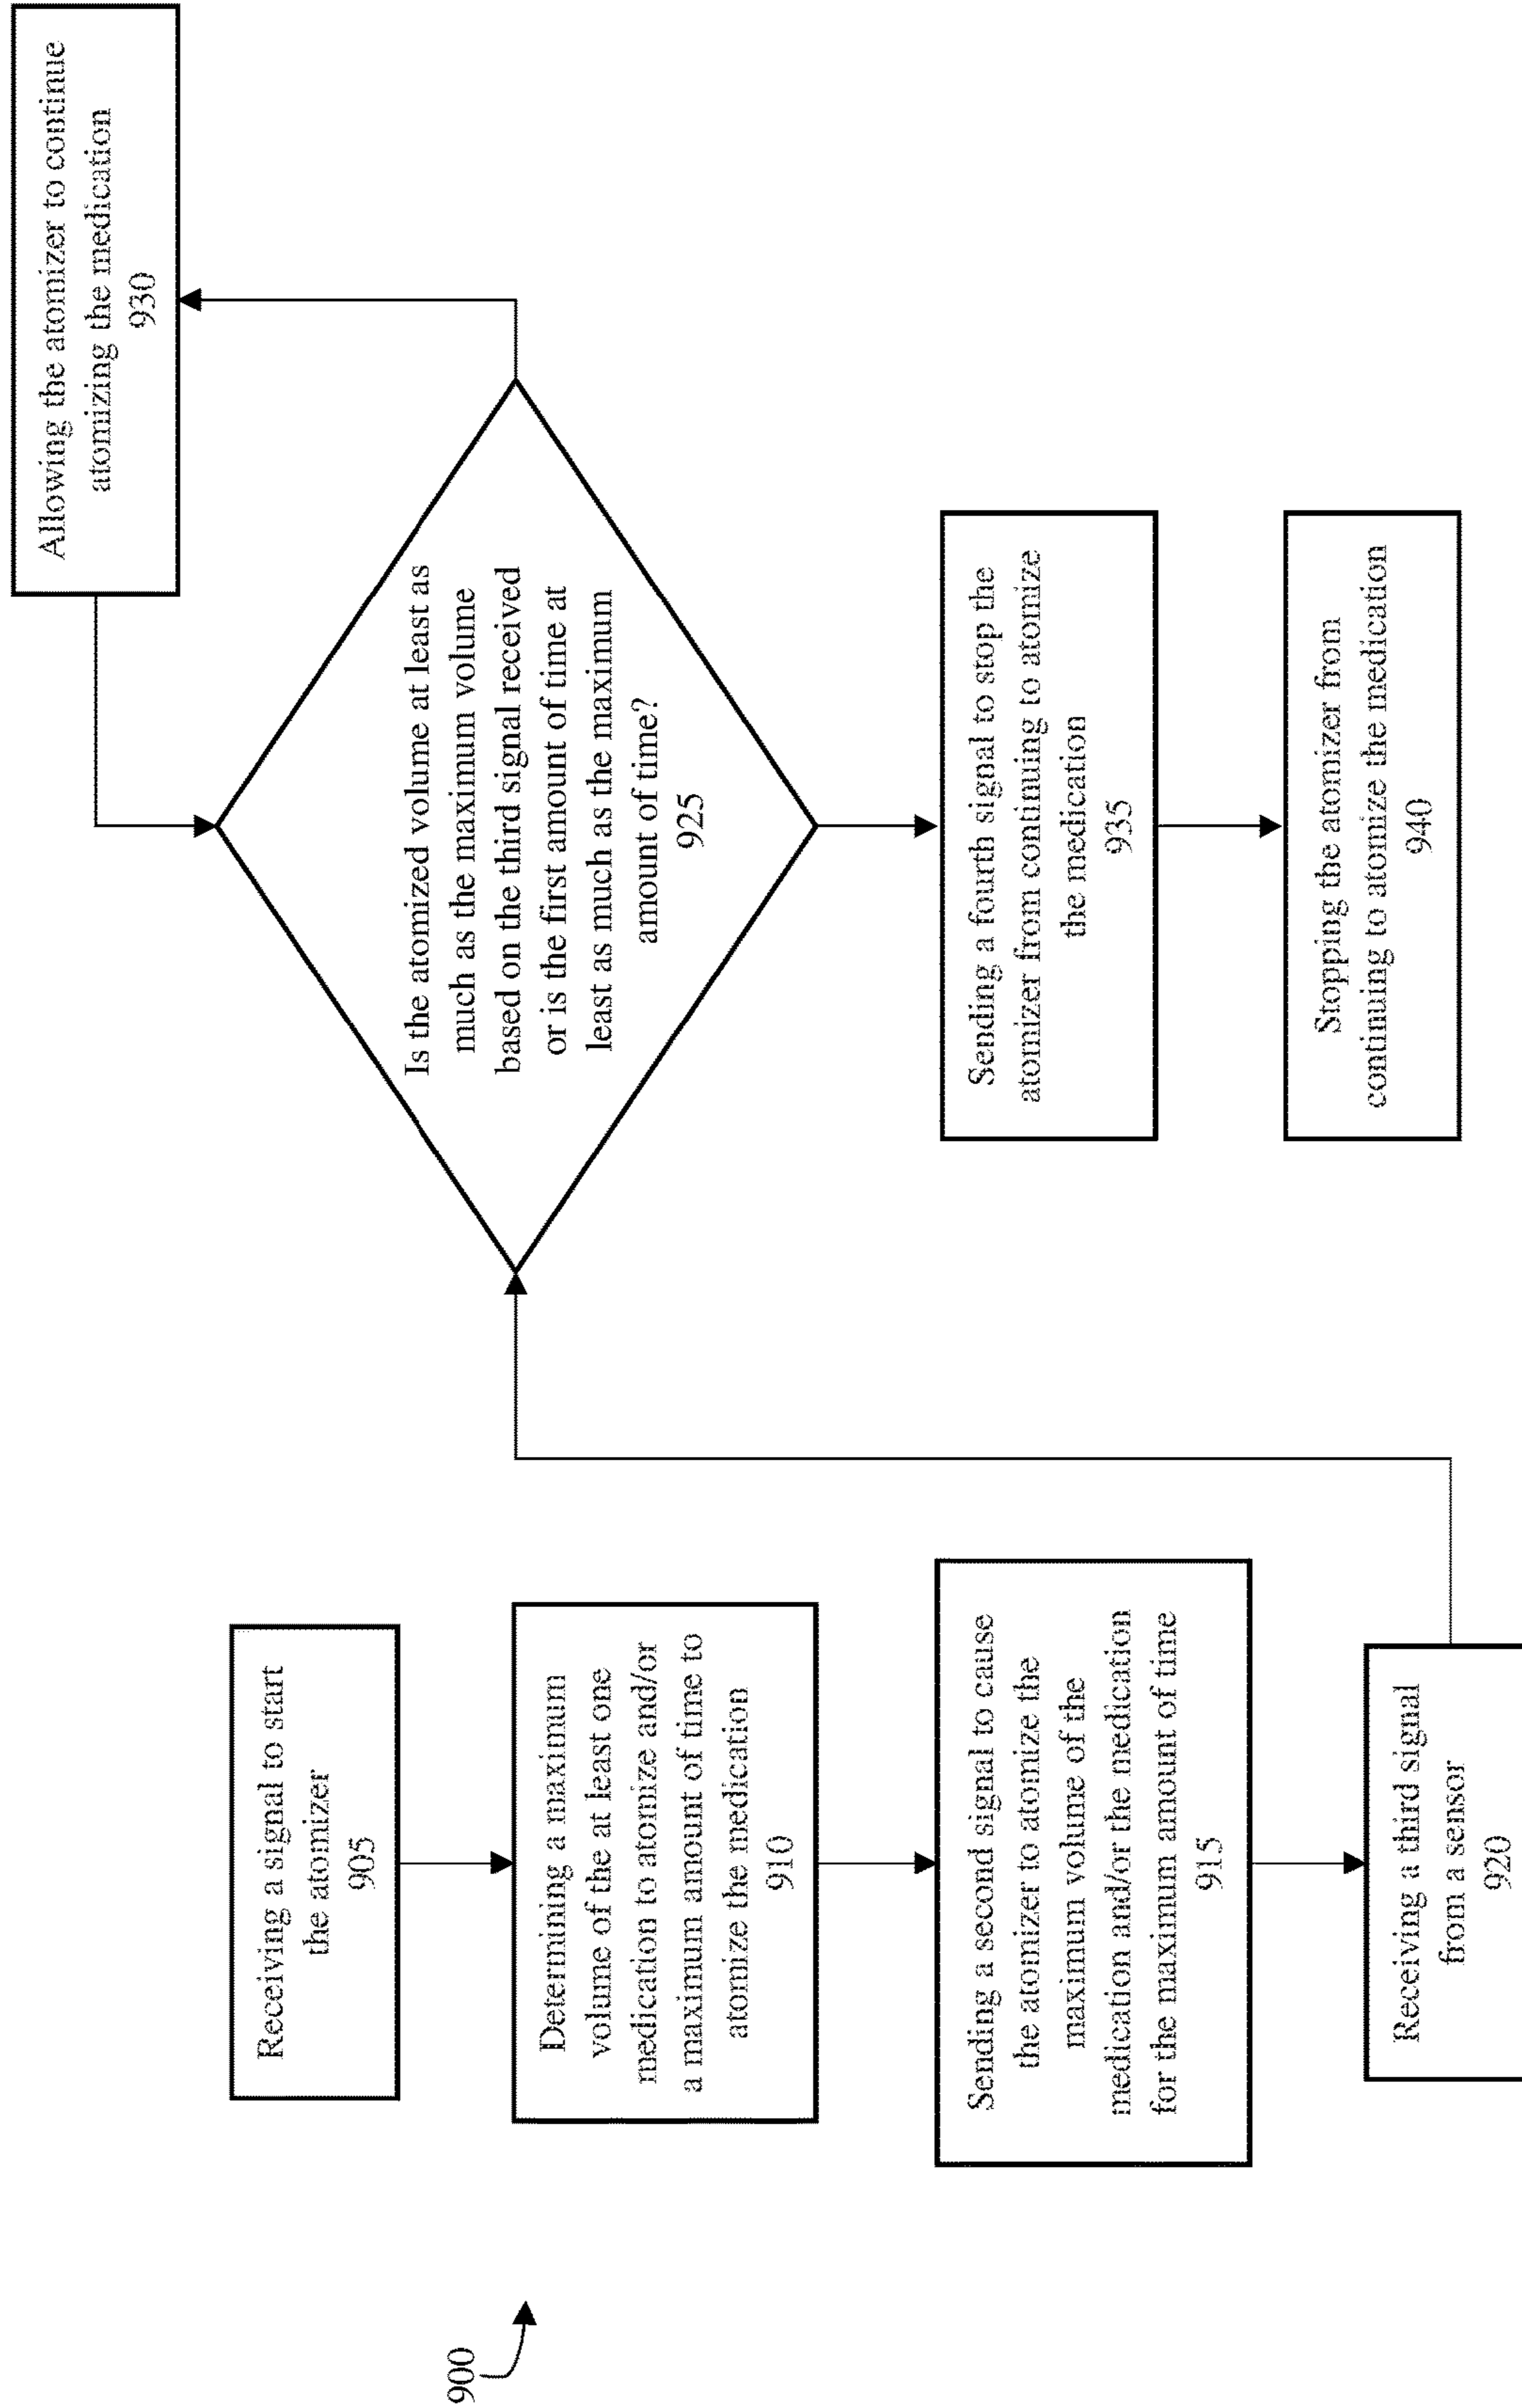 900
Receiving a signal to start
the atomizer
905
Determining a maximum
volume of the at least one
medication to atomize and/or
a maximum amount of time to
atomize the medication
910
Sending a second signal to cause
the atomizer to atomize the
maximum volume of the
medication and/or the medication
for the maximum amount of time
915
Receiving a third signal
from a sensor
920
Is the atomized volume at least as
much as the maximum volume
based on the third signal received
or is the first amount of time at
least as much as the maximum
amount of time?
925
Allowing the atomizer to continue
atomizing the medication
930
Sending a fourth signal to stop the
atomizer from continuing to atomize
the medication
935
Stopping the atomizer from
continuing to atomize the medication
940